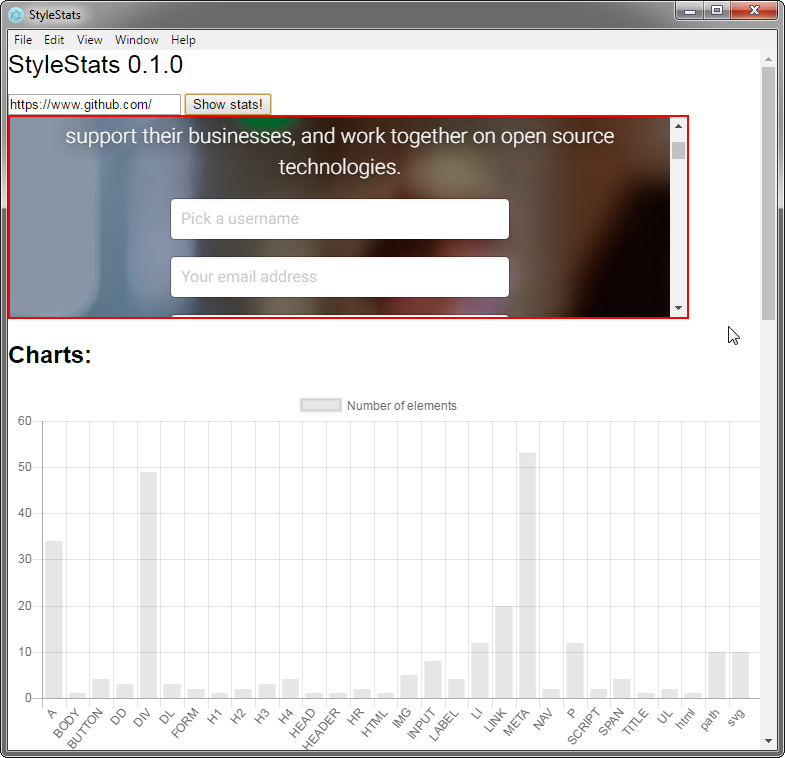 StyleStats
File Edit View Window Help
StyleStats 0.1.0
https://www.github.com/ Show stats!
support their businesses, and work together on open source
technologies.
Pick a username
Your email address
Charts:
Number of elements
60
50
40
30
20
10
0
A BODY BUTTON DD DIV DL FORM H1 H2 H3 H4 HEAD HEADER HR HTML IMG INPUT LABEL LI LINK META NAV P SCRIPT SPAN TITLE UL html path svg